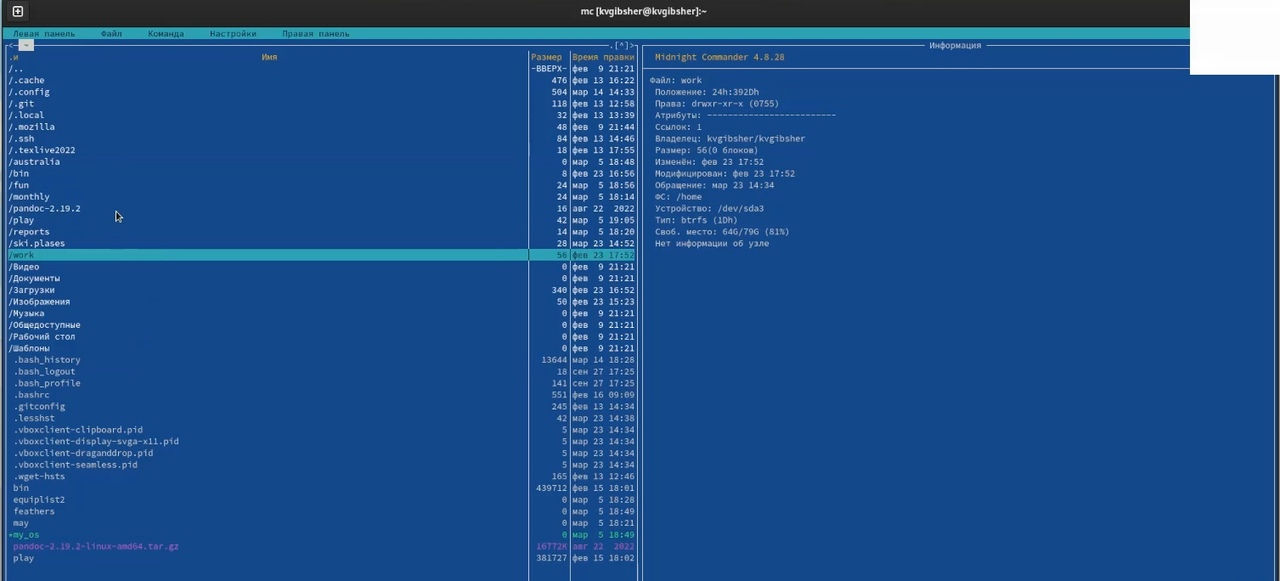 mc [kvgibsher@kvgibsher]:~
Левая панель Файл Команда Настройки Правая панель
<- ~ .[^]>
.и Имя Размер Время правки
/.. -ВВЕРХ- фев 9 21:21
/.cache 476 фев 13 16:22
/.config 504 мар 14 14:33
/.git 118 фев 13 12:58
/.local 32 фев 13 13:39
/.mozilla 48 фев 9 21:44
/.ssh 84 фев 13 14:46
/.texlive2022 18 фев 13 17:55
/australia 0 мар 5 18:48
/bin 8 фев 23 16:56
/fun 24 мар 5 18:56
/monthly 24 мар 5 18:14
/pandoc-2.19.2 16 авг 22 2022
/play 42 мар 5 19:05
/reports 14 мар 5 18:20
/ski.plases 28 мар 23 14:52
/work 56 фев 23 17:52
/Видео 0 фев 9 21:21
/Документы 0 фев 9 21:21
/Загрузки 340 фев 23 16:52
/Изображения 50 фев 23 15:23
/Музыка 0 фев 9 21:21
/Общедоступные 0 фев 9 21:21
/Рабочий стол 0 фев 9 21:21
/Шаблоны 0 фев 9 21:21
.bash_history 13644 мар 14 18:28
.bash_logout 18 сен 27 17:25
.bash_profile 141 сен 27 17:25
.bashrc 551 фев 16 09:09
.gitconfig 245 фев 13 14:34
.lesshst 42 мар 23 14:38
.vboxclient-clipboard.pid 5 мар 23 14:34
.vboxclient-display-svga-x11.pid 5 мар 23 14:34
.vboxclient-draganddrop.pid 5 мар 23 14:34
.vboxclient-seamless.pid 5 мар 23 14:34
.wget-hsts 165 фев 13 12:46
bin 439712 фев 15 18:01
equiplist2 0 мар 5 18:28
feathers 0 мар 5 18:49
may 0 мар 5 18:21
*my_os 0 мар 5 18:49
pandoc-2.19.2-linux-amd64.tar.gz 16772K авг 22 2022
play 381727 фев 15 18:02
Информация
Midnight Commander 4.8.28
Файл: work
Положение: 24h:392Dh
Права: drwxr-xr-x (0755)
Атрибуты: ------------------------
Ссылок: 1
Владелец: kvgibsher/kvgibsher
Размер: 56(0 блоков)
Изменён: фев 23 17:52
Модифицирован: фев 23 17:52
Обращение: мар 23 14:34
ФС: /home
Устройство: /dev/sda3
Тип: btrfs (1Dh)
Своб. место: 64G/79G (81%)
Нет информации об узле